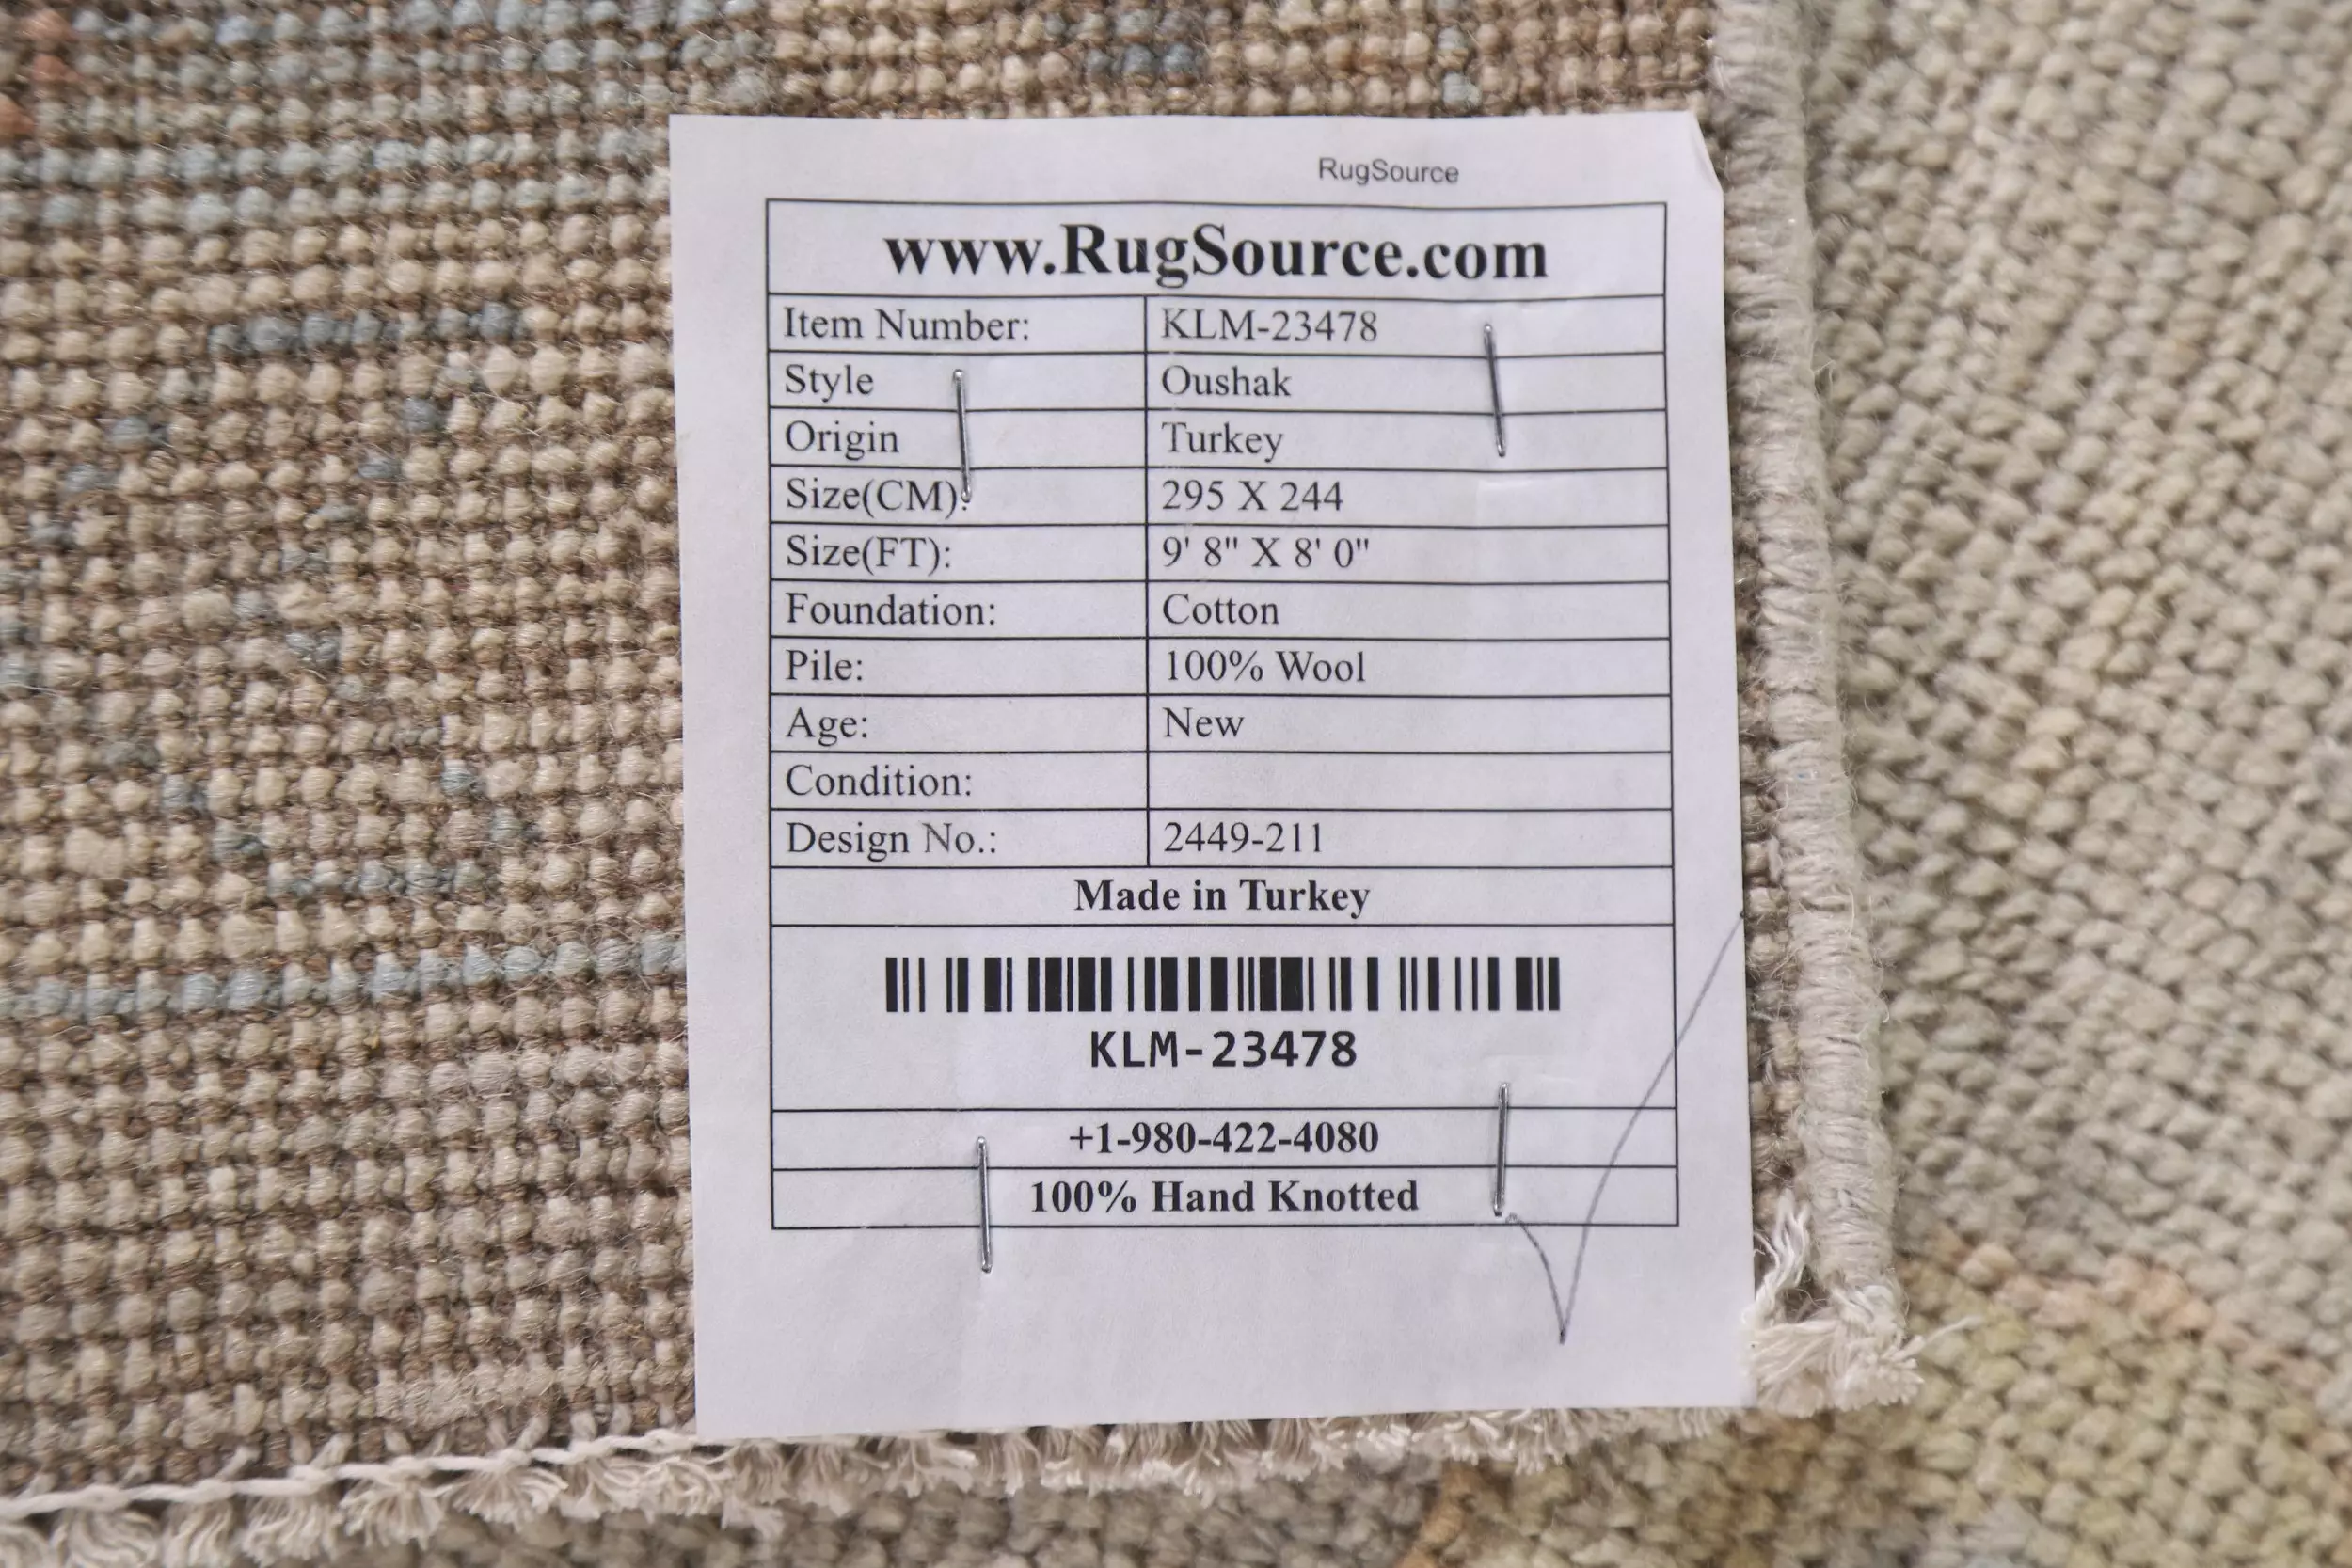 RugSource
www.RugSource.com
Item Number: KLM-23478
Style Oushak
Origin Turkey
Size(CM): 295 X 244
Size(FT): 9' 8" X 8' 0"
Foundation: Cotton
Pile: 100% Wool
Age: New
Condition:
Design No.: 2449-211
Made in Turkey
KLM-23478
+1-980-422-4080
100% Hand Knotted